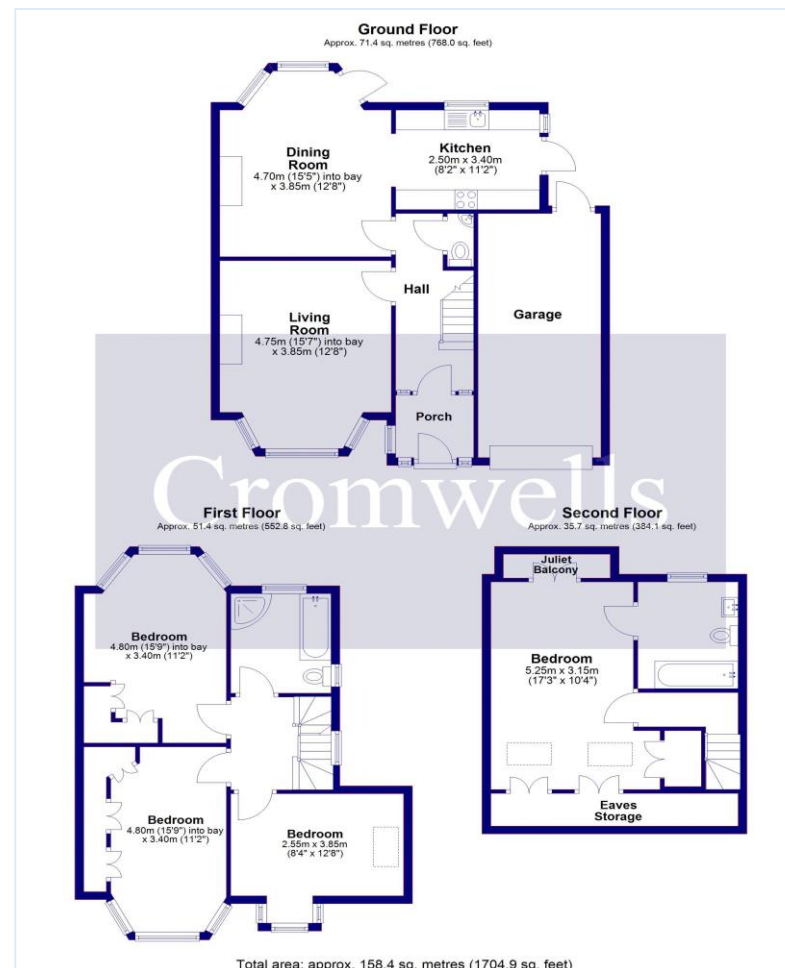 Ground Floor
Approx. 71.4 sq. metres (768.0 sq. feet)
Dining
Room
4.70m (15'5") into bay
x 3.85m (12'8")
Kitchen
2.50m x 3.40m
(8'2" x 11'2")
Hall
Living
Room
4.75m (15'7") into bay
x 3.85m (12'8")
Garage
Porch
Cromwells
First Floor
Approx. 51.4 sq. metres (552.8 sq. feet)
Bedroom
4.80m (15'9") into bay
x 3.40m (11'2")
Bedroom
4.80m (15'9") into bay
x 3.40m (11'2")
Bedroom
2.55m x 3.85m
(8'4" x 12'8")
Second Floor
Approx. 35.7 sq. metres (384.1 sq. feet)
Juliet
Balcony
Bedroom
5.25m x 3.15m
(17'3" x 10'4")
Eaves
Storage
Total area: approx. 158.4 sq. metres (1704.9 sq. feet)